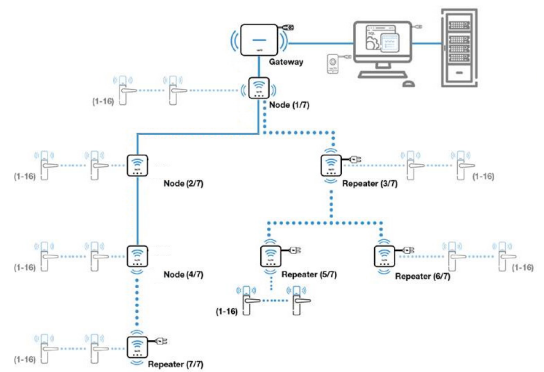 Gateway
(1-16)
Node (1/7)
(1-16)
Node (2/7)
Repeater (3/7)
(1-16)
(1-16)
Node (4/7)
Repeater (5/7)
(1-16)
Repeater (6/7)
(1-16)
(1-16)
Repeater (7/7)